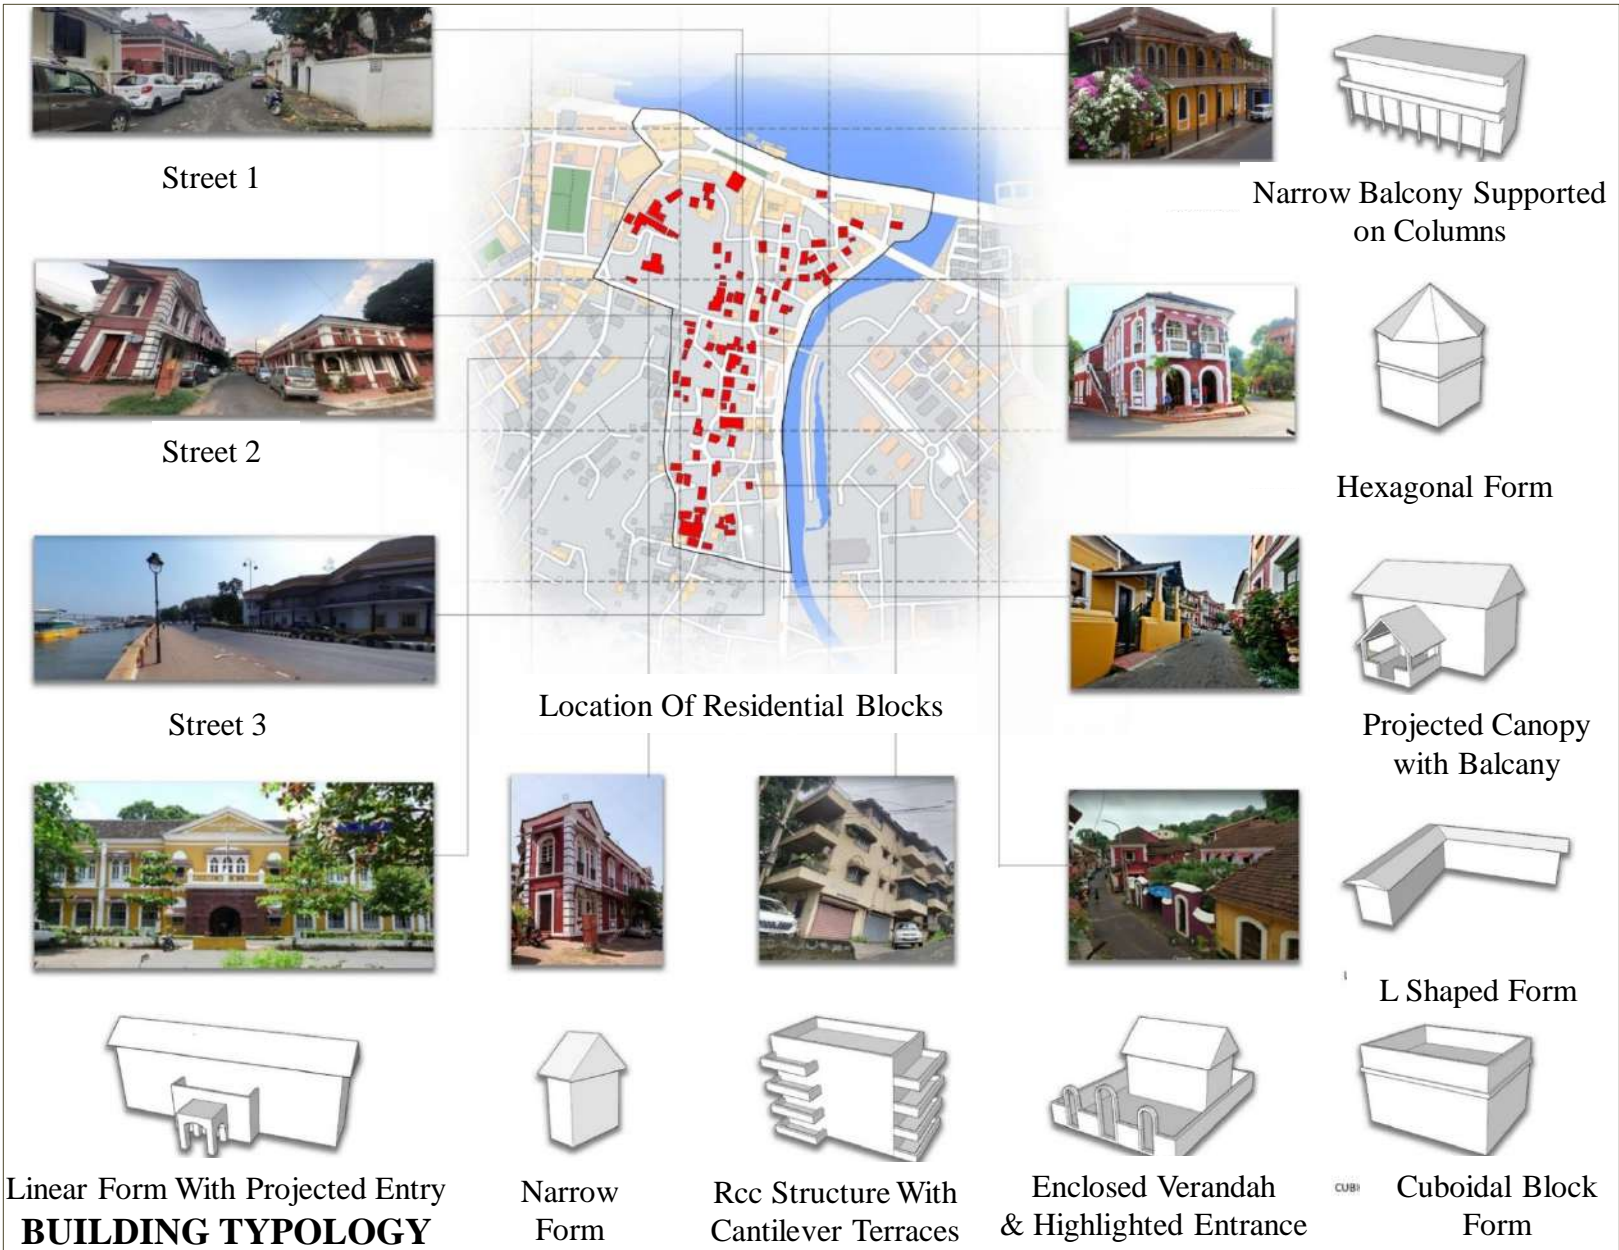 Street 1
Narrow Balcony Supported
on Columns
Street 2
Hexagonal Form
Street 3
Location Of Residential Blocks
Projected Canopy
with Balcany
L Shaped Form
Linear Form With Projected Entry
Narrow
Form
Rcc Structure With
Cantilever Terraces
Enclosed Verandah
& Highlighted Entrance
CUBI
Cuboidal Block
Form
BUILDING TYPOLOGY